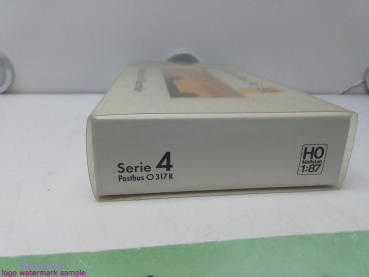 Serie 4
Postbus O 317 K
HO
Maßstab
1:87
logo watermark sample